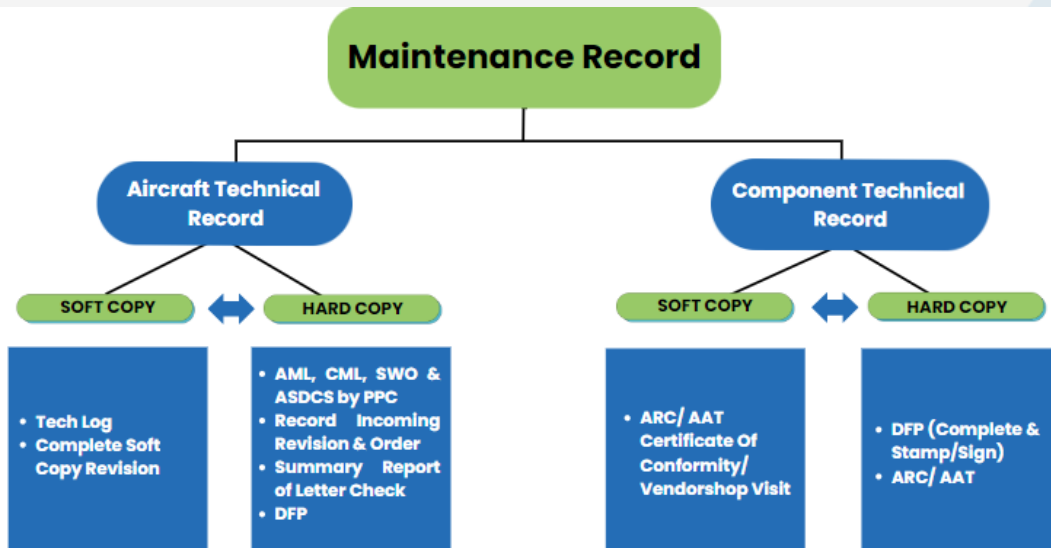 Maintenance Record
Aircraft Technical
Record
Component Technical
Record
SOFT COPY
HARD COPY
SOFT COPY
HARD COPY
• Tech Log
• Complete Soft
Copy Revision
• AML, CML, SWO &
ASDCS by PPC
• Record Incoming
Revision & Order
• Summary Report
of Letter Check
• DFP
• ARC/ AAT
Certificate Of
Conformity/
Vendorshop Visit
• DFP (Complete &
Stamp/Sign)
• ARC/ AAT